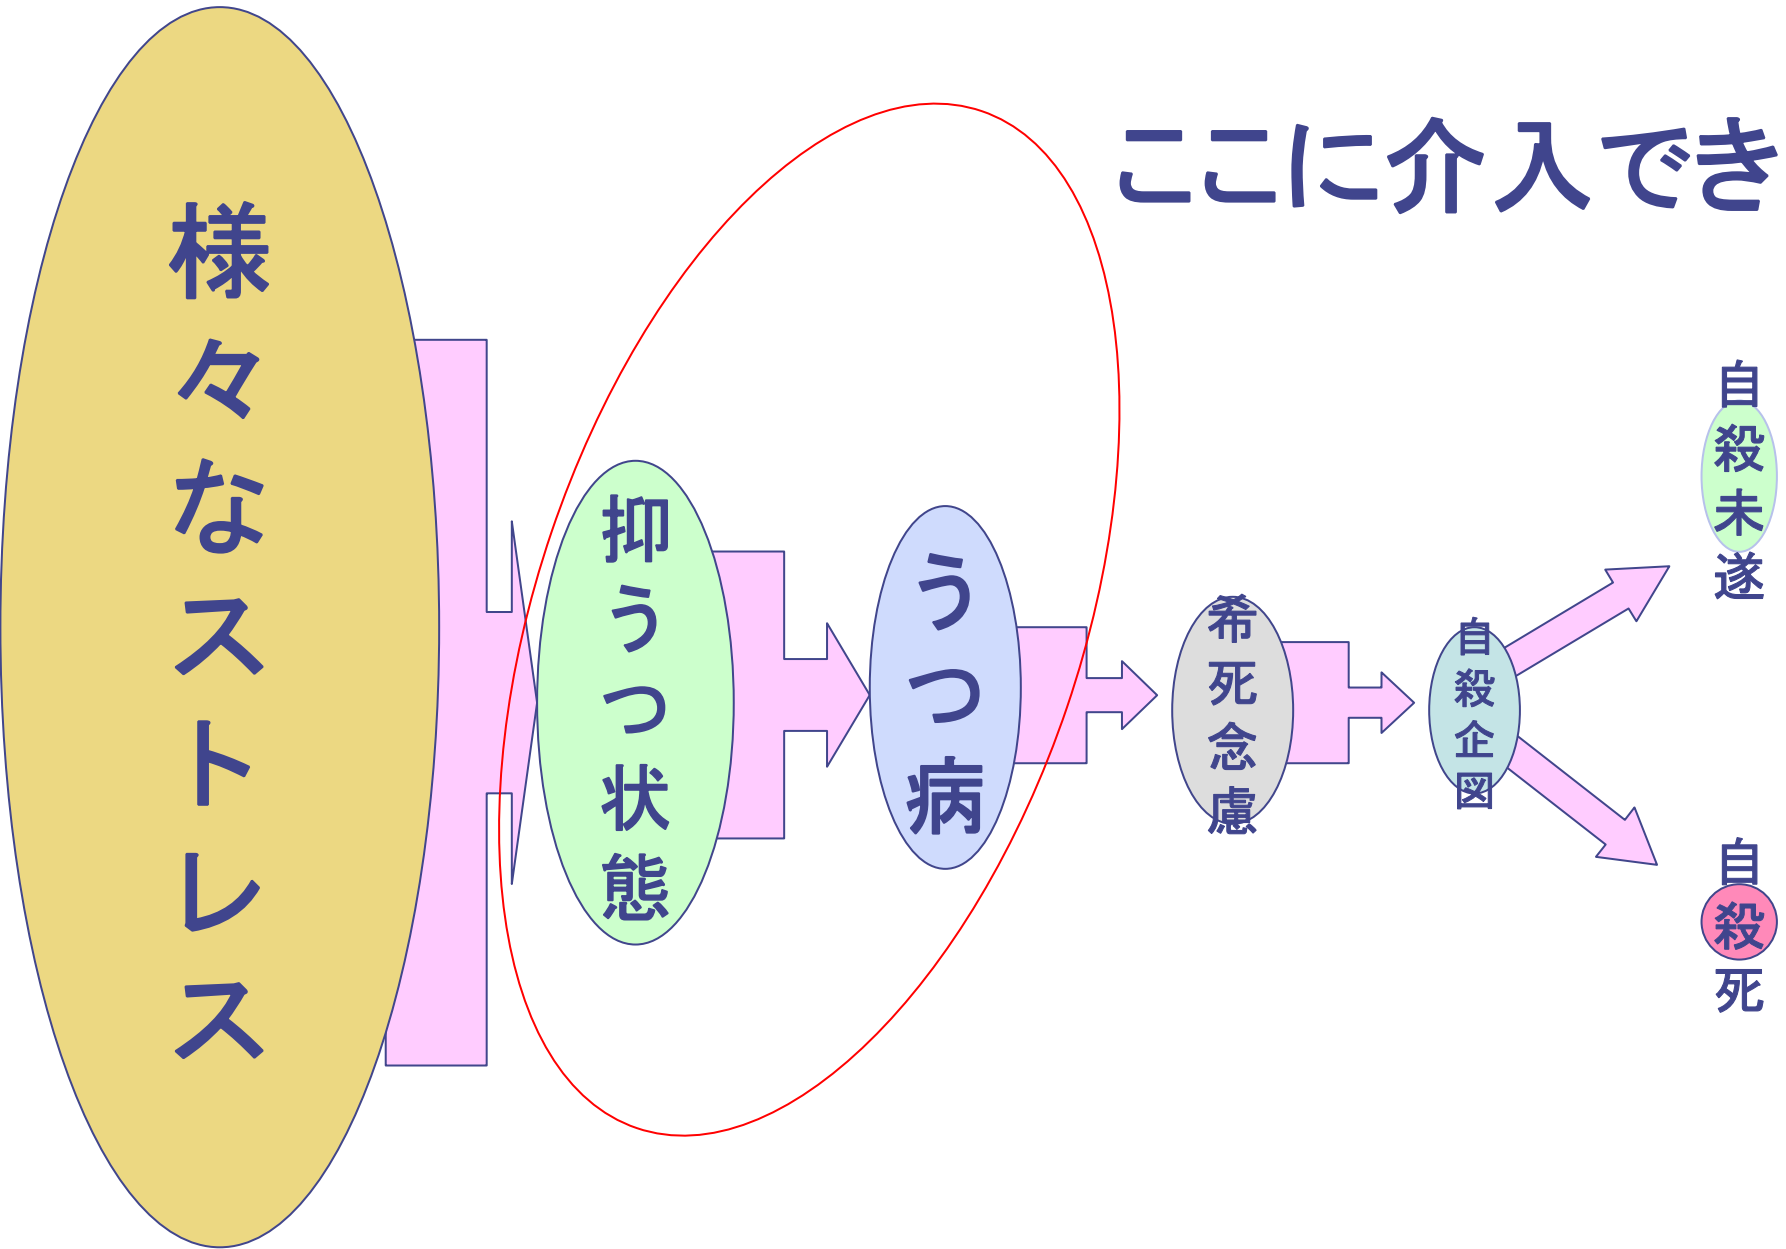 ここに介入でき
様々なストレス
抑うつ状態
うつ病
希死念慮
自殺企図
自殺未遂
自殺死